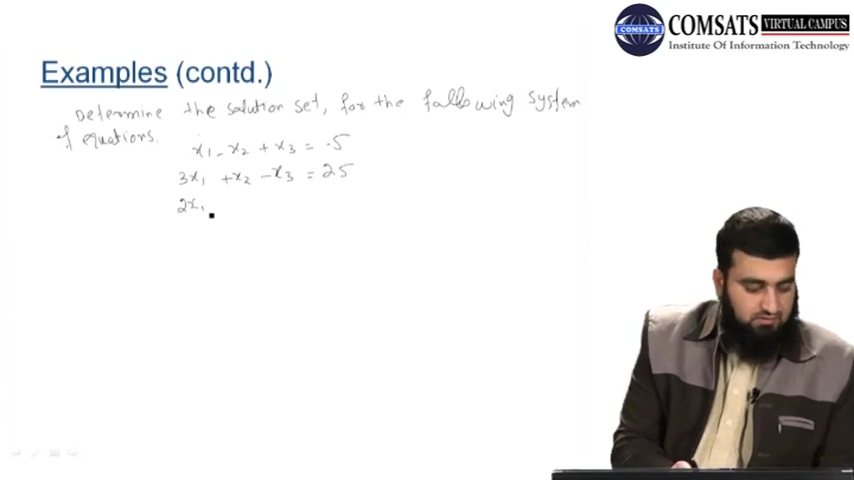 COMSATS VIRTUAL CAMPUS
Institute Of Information Technology
COMSATS
Examples (contd.)
Determine the solution set, for the following system
of equations.
x₁ - x₂ + x₃ = -5
3x₁ + x₂ - x₃ = 25
2x₁